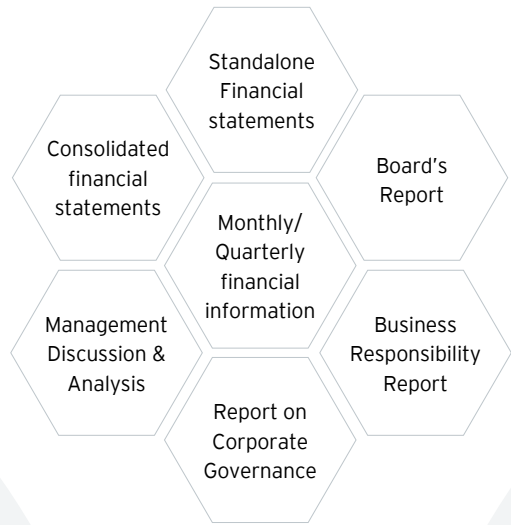 Standalone
Financial
statements
Consolidated
financial
statements
Board's
Report
Monthly/
Quarterly
financial
information
Management
Discussion &
Analysis
Business
Responsibility
Report
Report on
Corporate
Governance